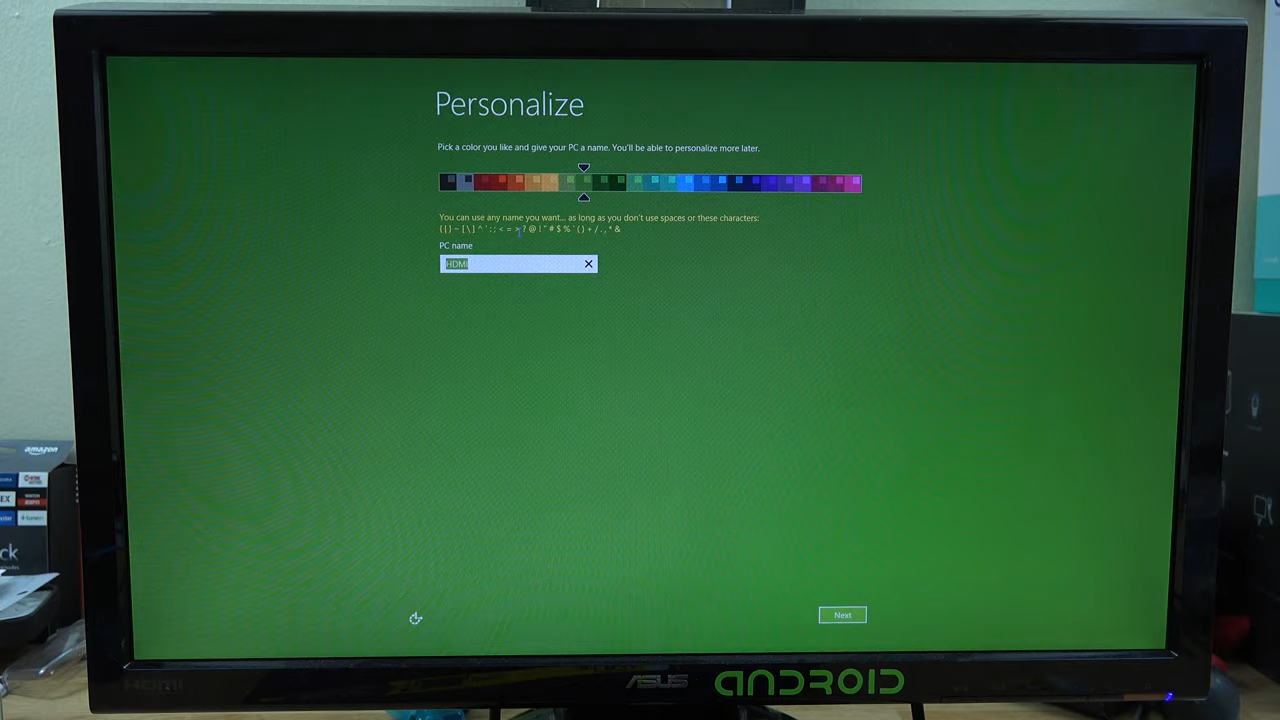 Personalize
Pick a color you like and give your PC a name. You'll be able to personalize more later.
You can use any name you want... as long as you don't use spaces or these characters:
{ | } ~ [ \ ] ^ ' : ; < = > ? @ ! " # $ % ` ( ) + / . , * &
PC name
HDMI
Next
amazon
ck
HDMI
ASUS
ANDROID